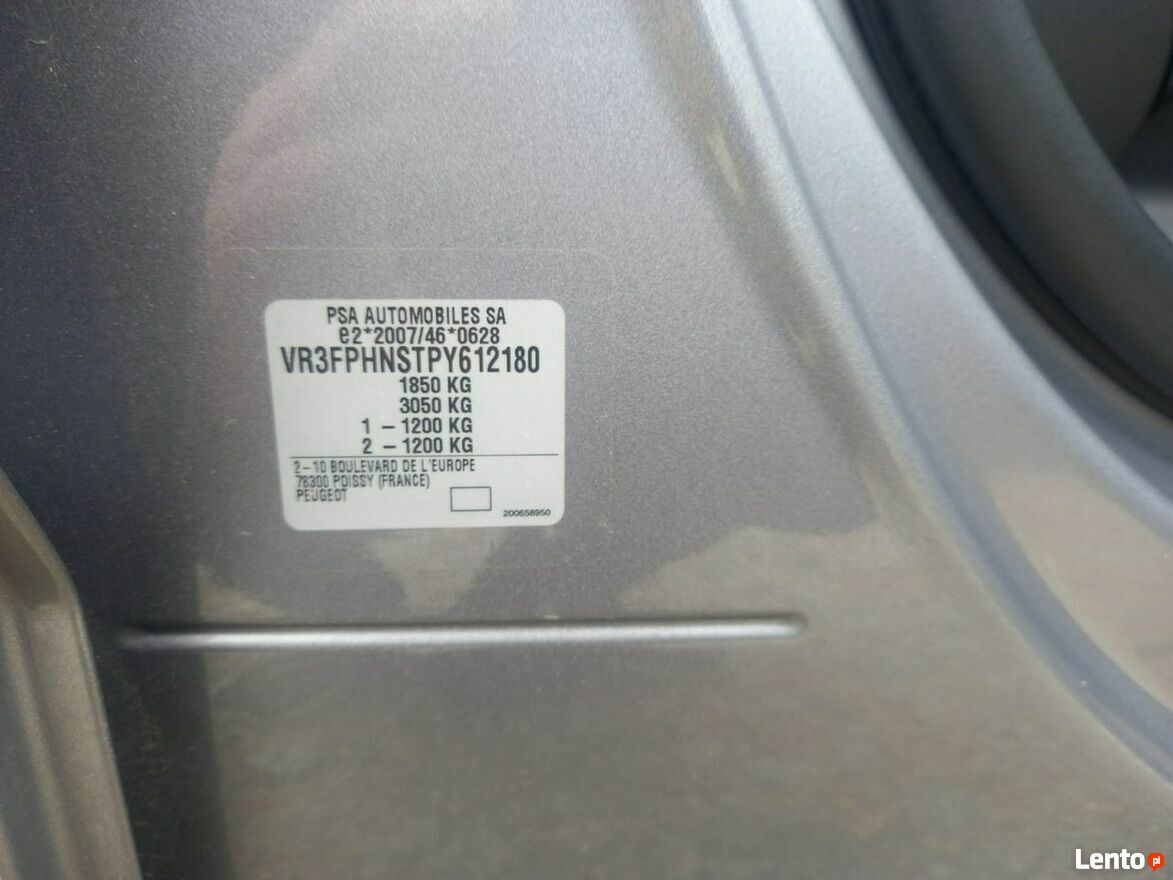 PSA AUTOMOBILES SA
e2*2007/46*0628
VR3FPHNSTPY612180
1850 KG
3050 KG
1 – 1200 KG
2 – 1200 KG
2–10 BOULEVARD DE L'EUROPE
78300 POISSY (FRANCE)
PEUGEOT
200658950
Lento.pl